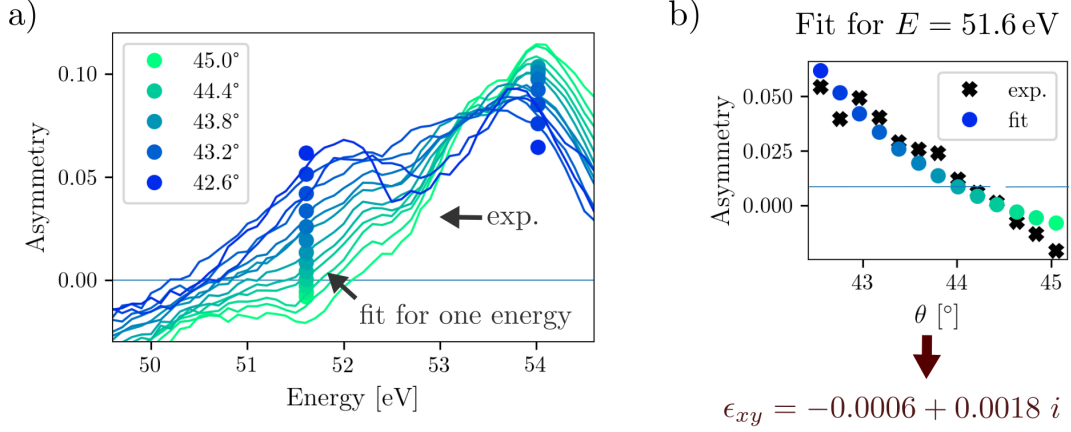 a)
Asymmetry
0.10
0.05
0.00
45.0°
44.4°
43.8°
43.2°
42.6°
exp.
fit for one energy
50 51 52 53 54
Energy [eV]
b)
Fit for E = 51.6 eV
Asymmetry
0.050
0.025
0.000
exp.
fit
43 44 45
θ [°]
ϵxy = −0.0006 + 0.0018 i